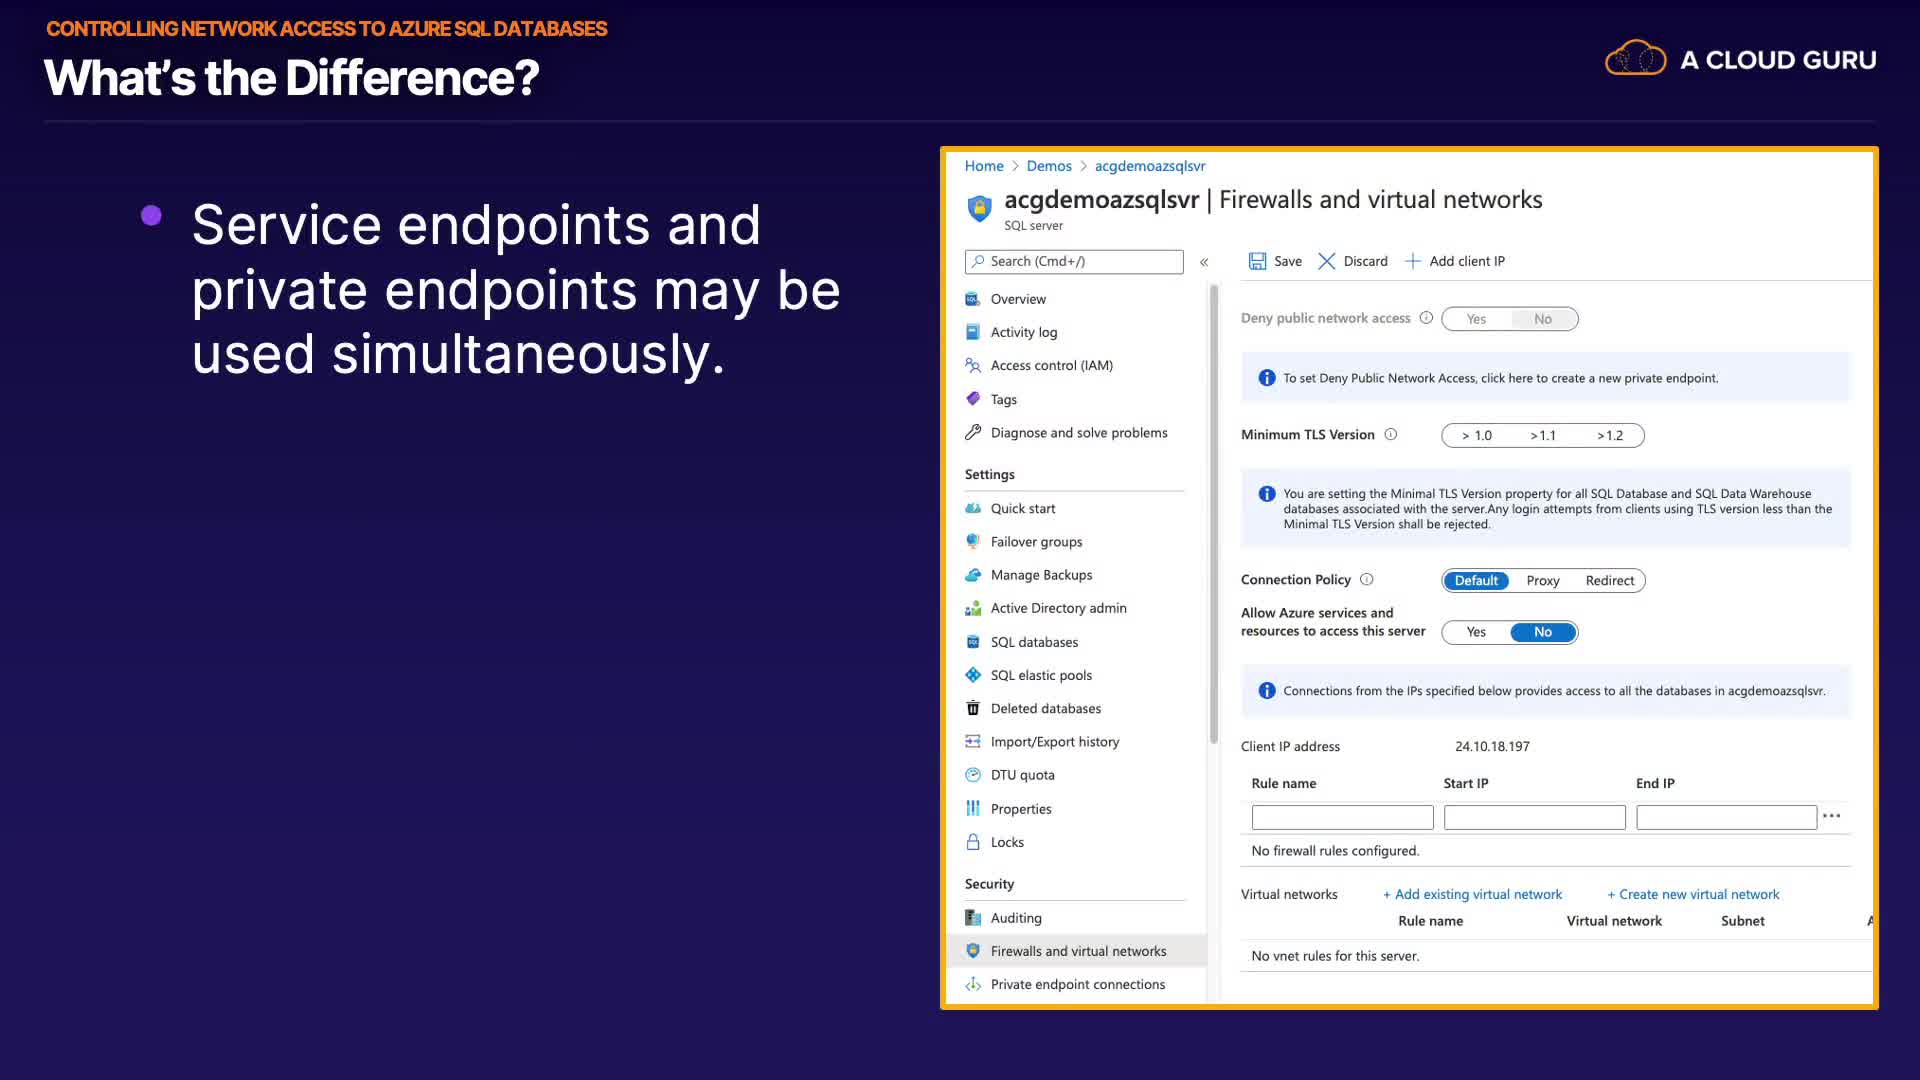 CONTROLLING NETWORK ACCESS TO AZURE SQL DATABASES
What's the Difference?
A CLOUD GURU
Service endpoints and
private endpoints may be
used simultaneously.
Home > Demos > acgdemoazsqlsvr
acgdemoazsqlsvr | Firewalls and virtual networks
SQL server
Search (Cmd+/)
«
Save Discard Add client IP
Overview
Activity log
Access control (IAM)
Tags
Diagnose and solve problems
Settings
Quick start
Failover groups
Manage Backups
Active Directory admin
SQL databases
SQL elastic pools
Deleted databases
Import/Export history
DTU quota
Properties
Locks
Security
Auditing
Firewalls and virtual networks
Private endpoint connections
Deny public network access Yes No
To set Deny Public Network Access, click here to create a new private endpoint.
Minimum TLS Version > 1.0 >1.1 >1.2
You are setting the Minimal TLS Version property for all SQL Database and SQL Data Warehouse
databases associated with the server.Any login attempts from clients using TLS version less than the
Minimal TLS Version shall be rejected.
Connection Policy Default Proxy Redirect
Allow Azure services and
resources to access this server Yes No
Connections from the IPs specified below provides access to all the databases in acgdemoazsqlsvr.
Client IP address 24.10.18.197
Rule name Start IP End IP
...
No firewall rules configured.
Virtual networks + Add existing virtual network + Create new virtual network
Rule name Virtual network Subnet
No vnet rules for this server.